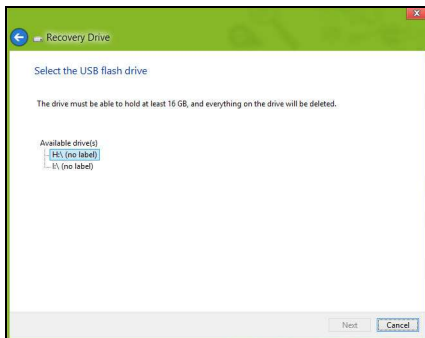 Recovery Drive
Select the USB flash drive
The drive must be able to hold at least 16 GB, and everything on the drive will be deleted.
Available drive(s)
H:\ (no label)
I:\ (no label)
Next
Cancel